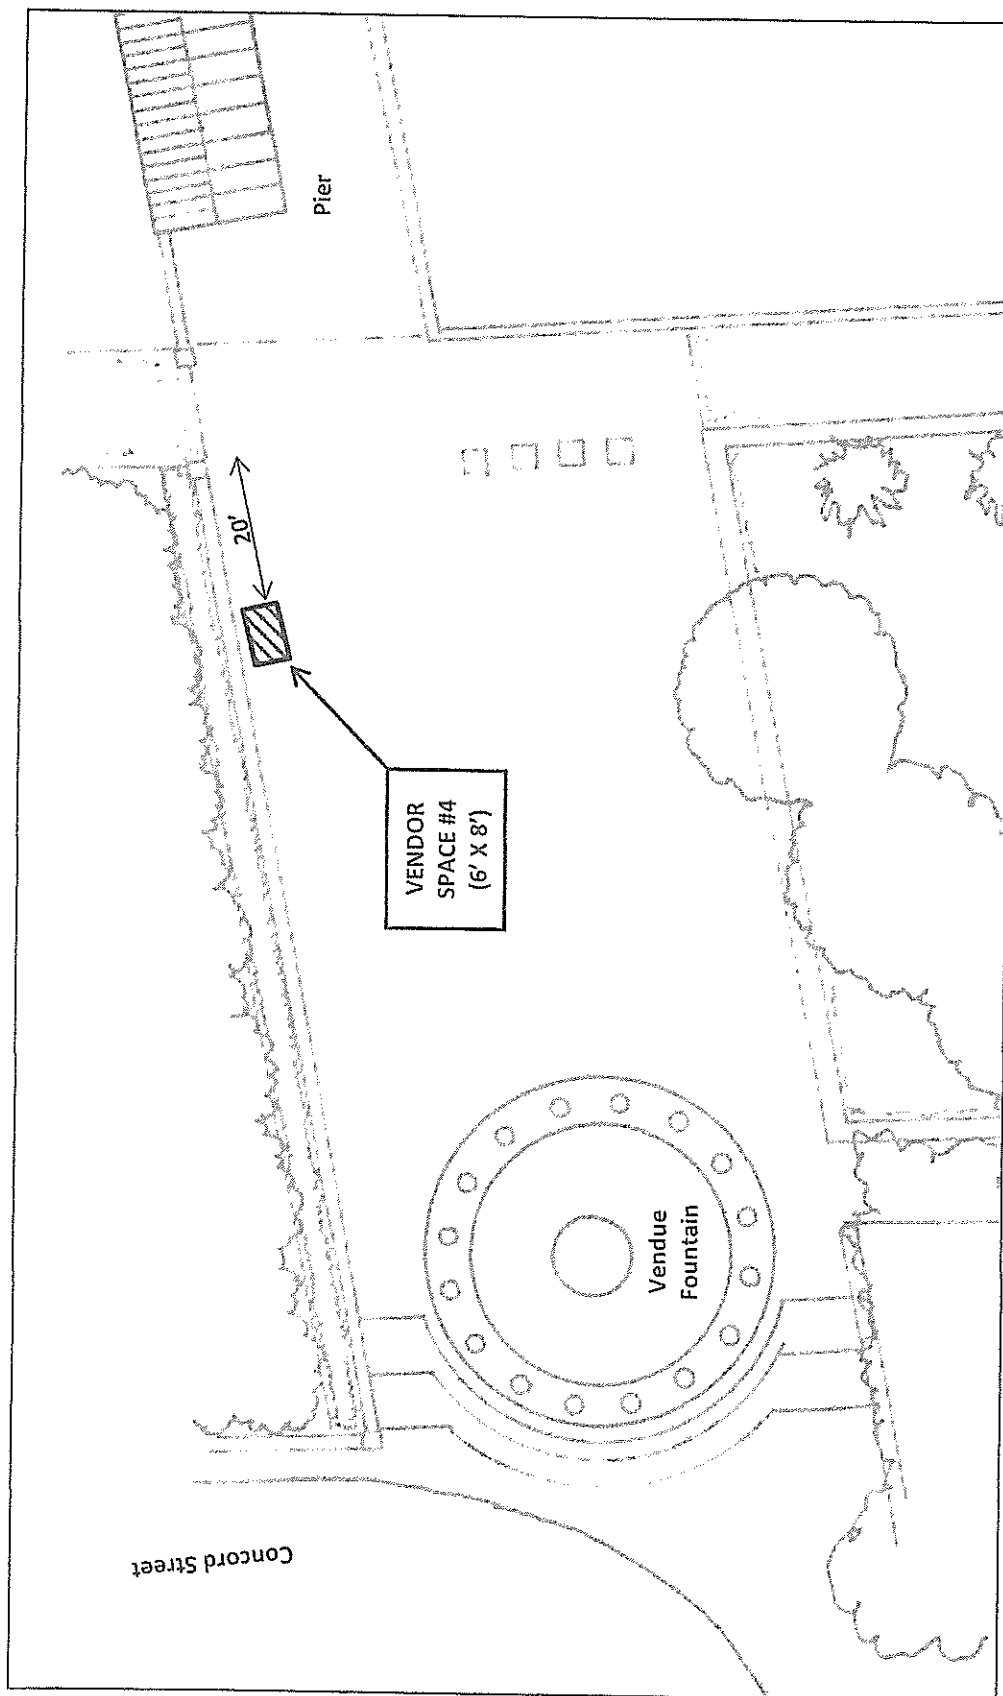 Pier
20'
VENDOR
SPACE #4
(6' X 8')
Vendue
Fountain
Concord Street